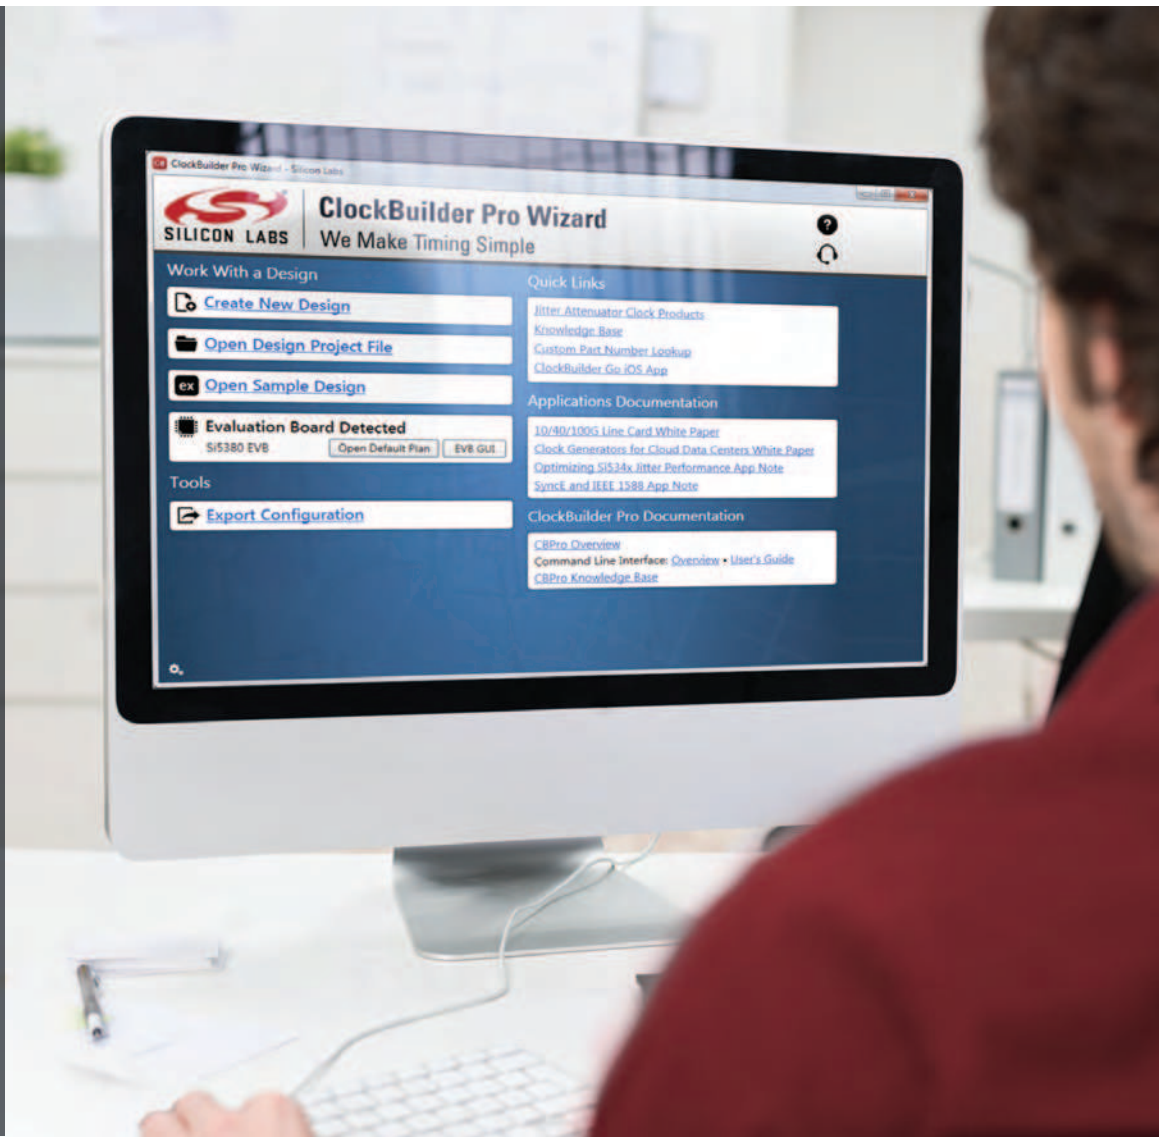 ClockBuilder Pro Wizard - Silicon Labs
SILICON LABS
ClockBuilder Pro Wizard
We Make Timing Simple
?
Work With a Design
Create New Design
Open Design Project File
ex Open Sample Design
Evaluation Board Detected
Si5380 EVB Open Default Plan EVB GUI
Tools
Export Configuration
Quick Links
Jitter Attenuator Clock Products
Knowledge Base
Custom Part Number Lookup
ClockBuilder Go iOS App
Applications Documentation
10/40/100G Line Card White Paper
Clock Generators for Cloud Data Centers White Paper
Optimizing Si534x Jitter Performance App Note
SyncE and IEEE 1588 App Note
ClockBuilder Pro Documentation
CBPro Overview
Command Line Interface: Overview • User's Guide
CBPro Knowledge Base